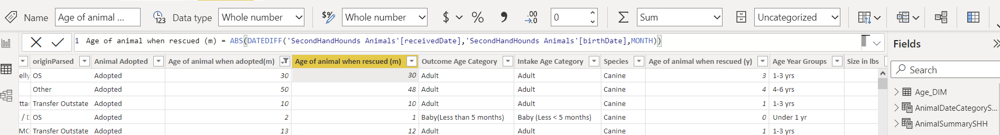 Name Age of animal ... Data type Whole number Whole number $ % .00 →.0 0 Sum Uncategorized
1 Age of animal when rescued (m) = ABS(DATEDIFF('SecondHandHounds Animals'[receivedDate],'SecondHandHounds Animals'[birthDate],MONTH))
Fields
originParsed Animal Adopted Age of animal when adopted(m) Age of animal when rescued (m) Outcome Age Category Intake Age Category Species Age of animal when rescued (y) Age Year Groups Size in lbs
Search
elly OS Adopted 30 30 Adult Adult Canine 3 1-3 yrs
Other Adopted 50 48 Adult Adult Canine 4 4-6 yrs
Age_DIM
ttar Transfer Outstate Adopted 10 10 Adult Adult Canine 1 1-3 yrs
AnimalDateCategoryS...
/ D OS Adopted 2 1 Baby(Less than 5 months) Baby (Less < 5 months) Canine 0 Under 1 yr
AnimalSummarySHH
MC Transfer Outstate Adopted 13 12 Adult Adult Canine 1 1-3 yrs